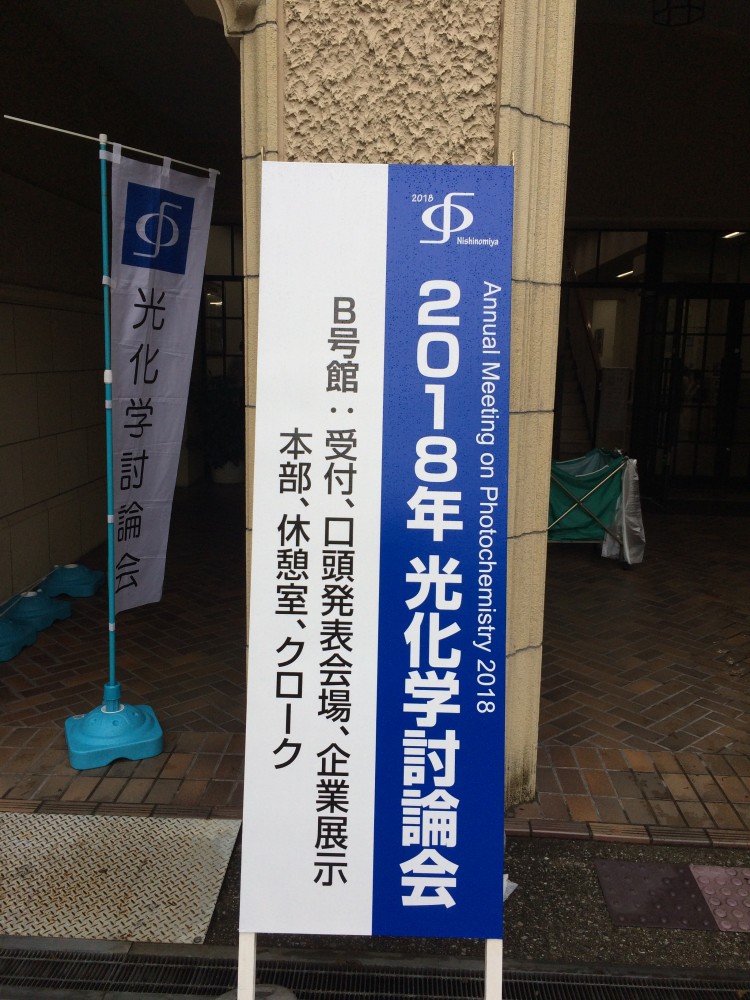 2018
Nishinomiya
Annual Meeting on Photochemistry 2018
2018年 光化学討論会
B号館：受付、口頭発表会場、企業展示
本部、休憩室、クローク
光化学討論会